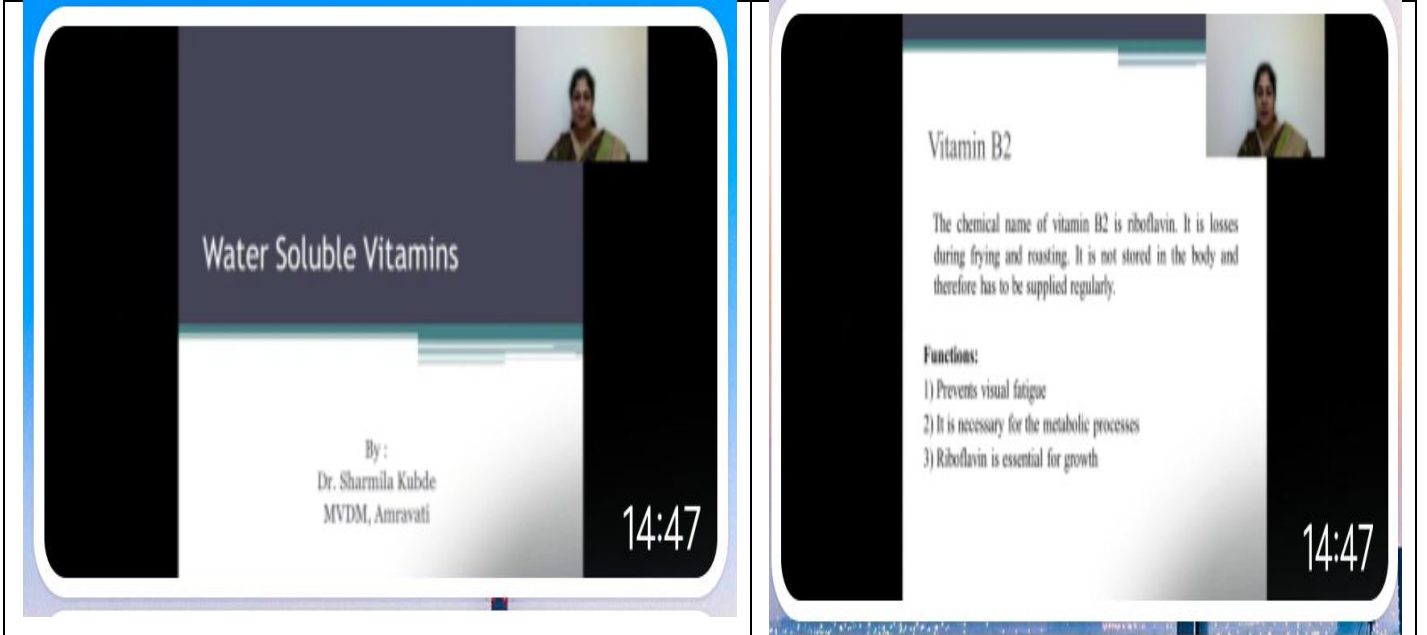 Water Soluble Vitamins
By :
Dr. Sharmila Kubde
MVDM, Amravati
14:47
Vitamin B2
The chemical name of vitamin B2 is riboflavin. It is losses
during frying and roasting. It is not stored in the body and
therefore has to be supplied regularly.
Functions:
1) Prevents visual fatigue
2) It is necessary for the metabolic processes
3) Riboflavin is essential for growth
14:47